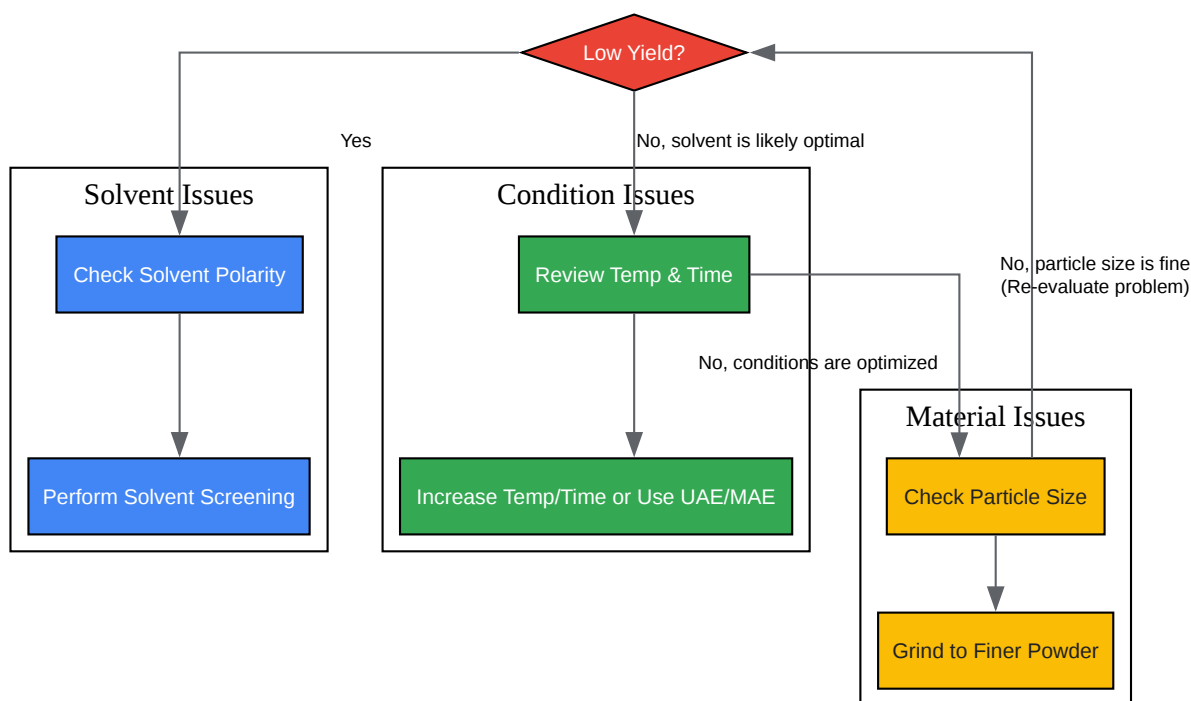 Low Yield?
Yes
No, solvent is likely optimal
Solvent Issues
Condition Issues
Check Solvent Polarity
Review Temp & Time
No, particle size is fine
(Re-evaluate problem)
No, conditions are optimized
Material Issues
Perform Solvent Screening
Increase Temp/Time or Use UAE/MAE
Check Particle Size
Grind to Finer Powder